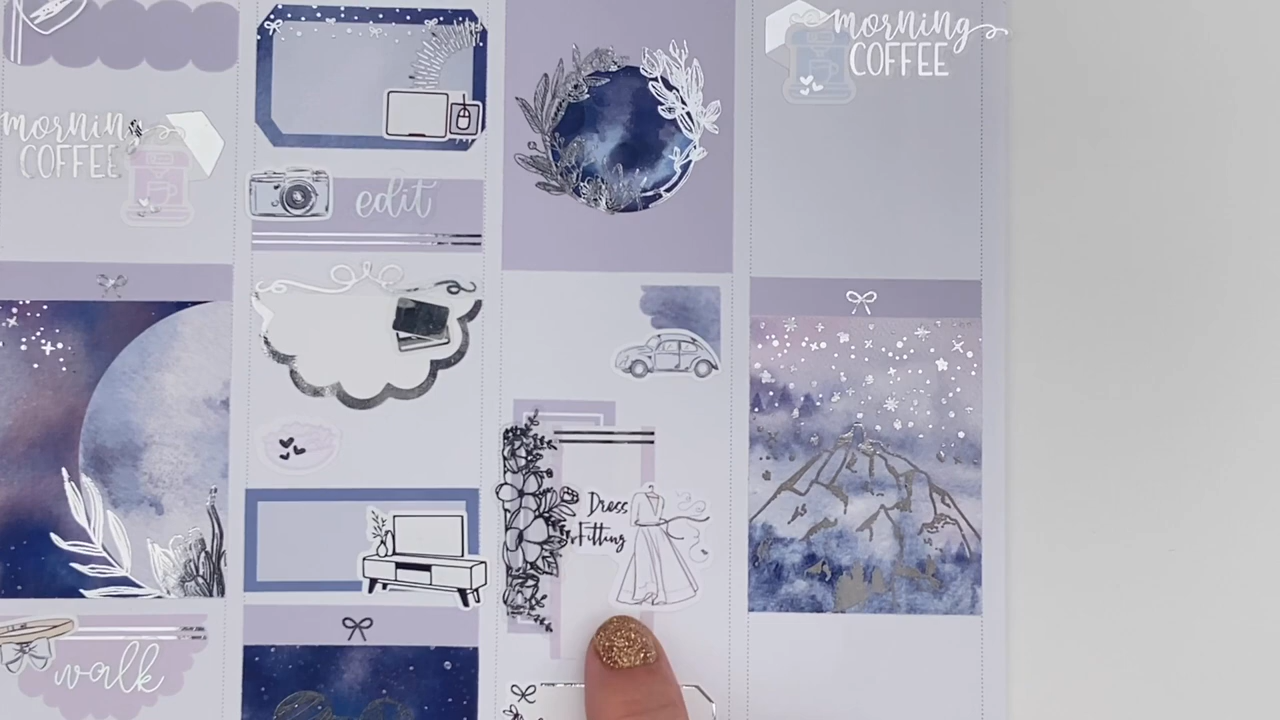 morning
COFFEE
edit
morning
COFFEE
Dress
Fitting
walk